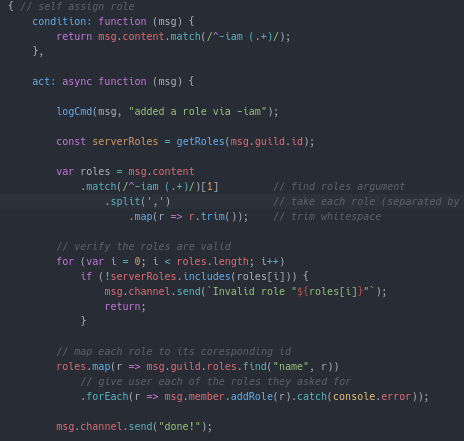 { // self assign role
condition: function (msg) {
return msg.content.match(/^-iam (.+)/);
},
act: async function (msg) {
logCmd(msg, "added a role via -iam");
const serverRoles = getRoles(msg.guild.id);
var roles = msg.content
.match(/^-iam (.+)/)[1] // find roles argument
.split(',') // take each role (separated by
.map(r => r.trim()); // trim whitespace
// verify the roles are valid
for (var i = 0; i < roles.length; i++)
if (!serverRoles.includes(roles[i])) {
msg.channel.send(`Invalid role "${roles[i]}"`);
return;
}
// map each role to its coresponding id
roles.map(r => msg.guild.roles.find("name", r))
// give user each of the roles they asked for
.forEach(r => msg.member.addRole(r).catch(console.error));
msg.channel.send("done!");